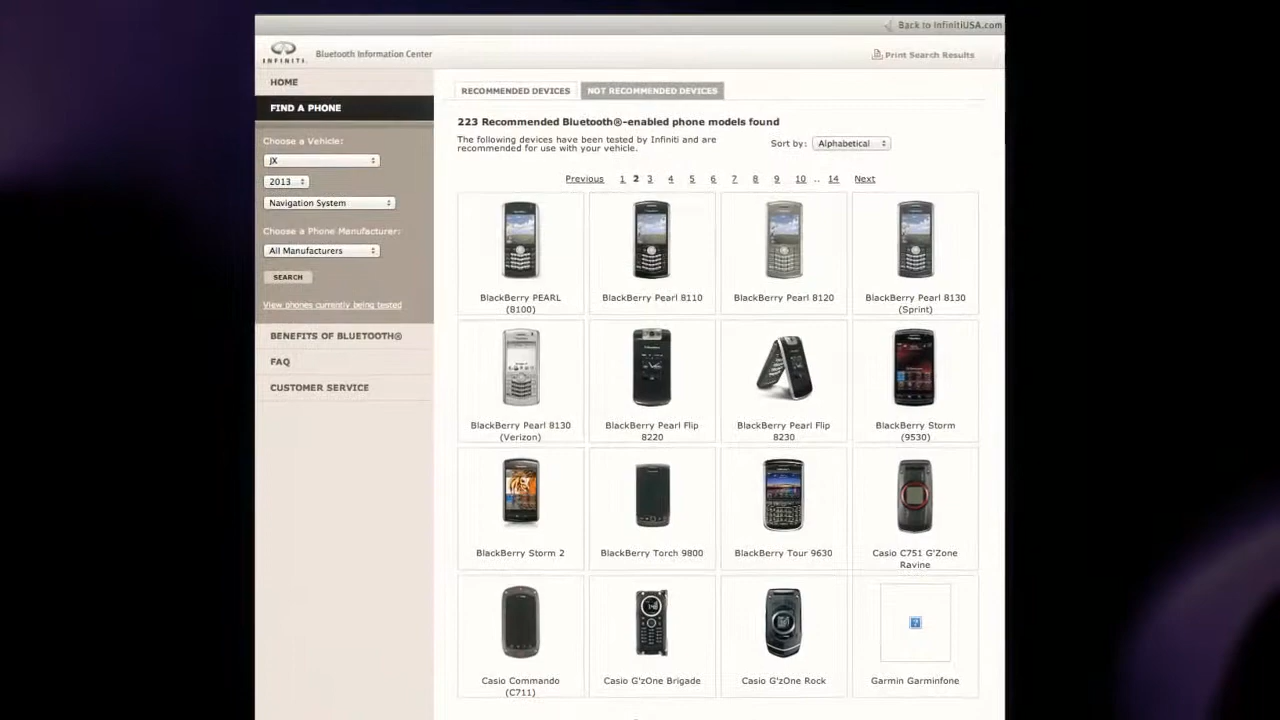 Back to InfinitiUSA.com
INFINITI.
Bluetooth Information Center
Print Search Results
HOME
FIND A PHONE
Choose a Vehicle:
JX
2013
Navigation System
Choose a Phone Manufacturer:
All Manufacturers
SEARCH
View phones currently being tested
BENEFITS OF BLUETOOTH®
FAQ
CUSTOMER SERVICE
RECOMMENDED DEVICES
NOT RECOMMENDED DEVICES
223 Recommended Bluetooth®-enabled phone models found
The following devices have been tested by Infiniti and are
recommended for use with your vehicle.
Sort by: Alphabetical
Previous 1 2 3 4 5 6 7 8 9 10 .. 14 Next
BlackBerry PEARL
(8100)
BlackBerry Pearl 8110
BlackBerry Pearl 8120
BlackBerry Pearl 8130
(Sprint)
BlackBerry Pearl 8130
(Verizon)
BlackBerry Pearl Flip
8220
BlackBerry Pearl Flip
8230
BlackBerry Storm
(9530)
BlackBerry Storm 2
BlackBerry Torch 9800
BlackBerry Tour 9630
Casio C751 G'Zone
Ravine
Casio Commando
(C711)
Casio G'zOne Brigade
Casio G'zOne Rock
Garmin Garminfone